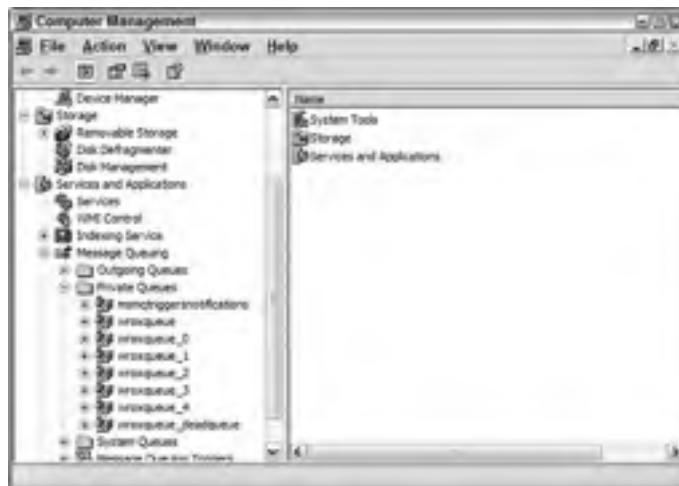 Computer Management
File Action View Window Help
Device Manager
Storage
Removable Storage
Disk Defragmenter
Disk Management
Services and Applications
Services
WMI Control
Indexing Service
Message Queuing
Outgoing Queues
Private Queues
msmqtriggersnotifications
wroxqueue
wroxqueue_0
wroxqueue_1
wroxqueue_2
wroxqueue_3
wroxqueue_4
wroxqueue_deadqueue
System Queues
Message Queuing Triggers
Name
System Tools
Storage
Services and Applications